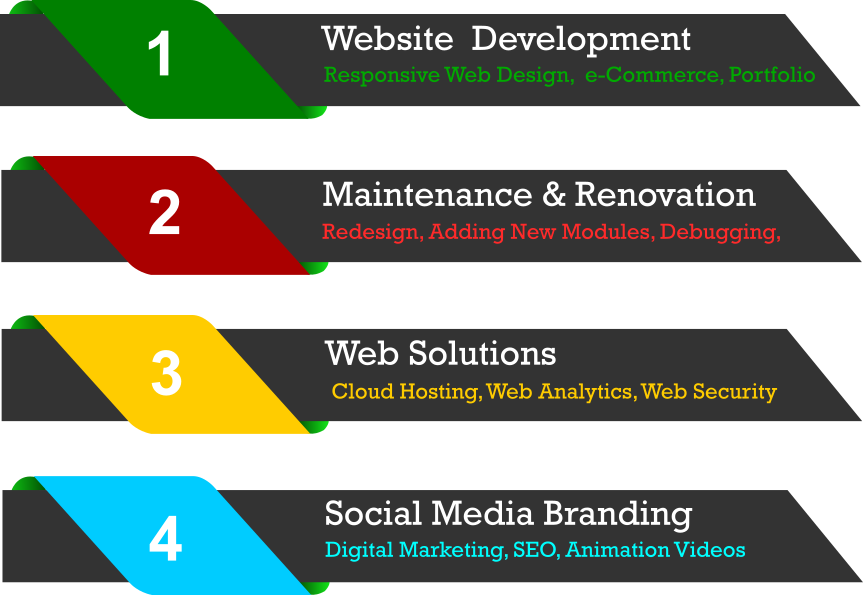 1
Website  Development
Responsive Web Design,  e-Commerce, Portfolio
2
Maintenance & Renovation
Redesign, Adding New Modules, Debugging,
3
Web Solutions
Cloud Hosting, Web Analytics, Web Security
4
Social Media Branding
Digital Marketing, SEO, Animation Videos